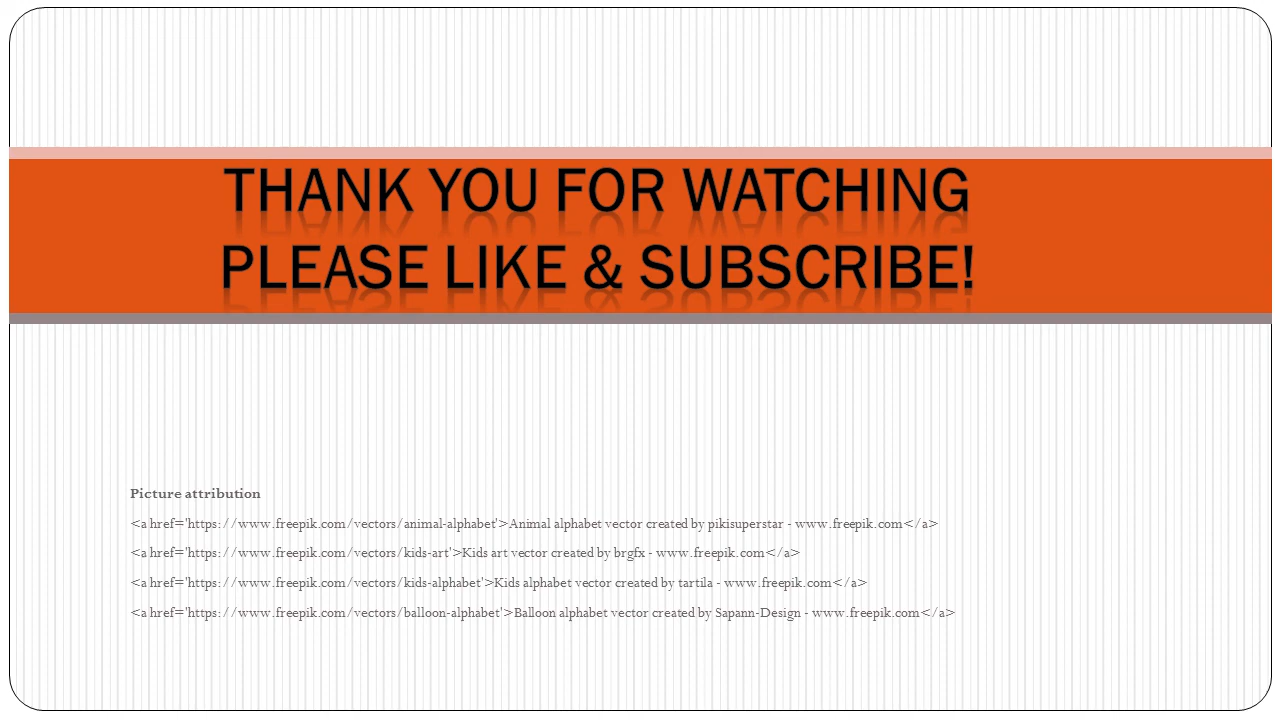 THANK YOU FOR WATCHING
PLEASE LIKE & SUBSCRIBE!
Picture attribution
<a href='https://www.freepik.com/vectors/animal-alphabet'>Animal alphabet vector created by pikisuperstar - www.freepik.com</a>
<a href='https://www.freepik.com/vectors/kids-art'>Kids art vector created by brgfx - www.freepik.com</a>
<a href='https://www.freepik.com/vectors/kids-alphabet'>Kids alphabet vector created by tartila - www.freepik.com</a>
<a href='https://www.freepik.com/vectors/balloon-alphabet'>Balloon alphabet vector created by Sapann-Design - www.freepik.com</a>